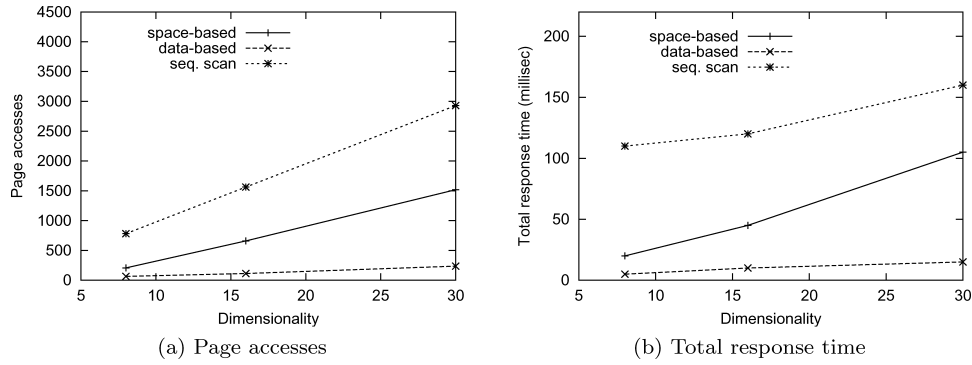 4500
4000
3500
3000
2500
2000
1500
1000
500
0
Page accesses
space-based
data-based
seq. scan
5 10 15 20 25 30
Dimensionality
(a) Page accesses
200
150
100
50
0
Total response time (millisec)
space-based
data-based
seq. scan
5 10 15 20 25 30
Dimensionality
(b) Total response time